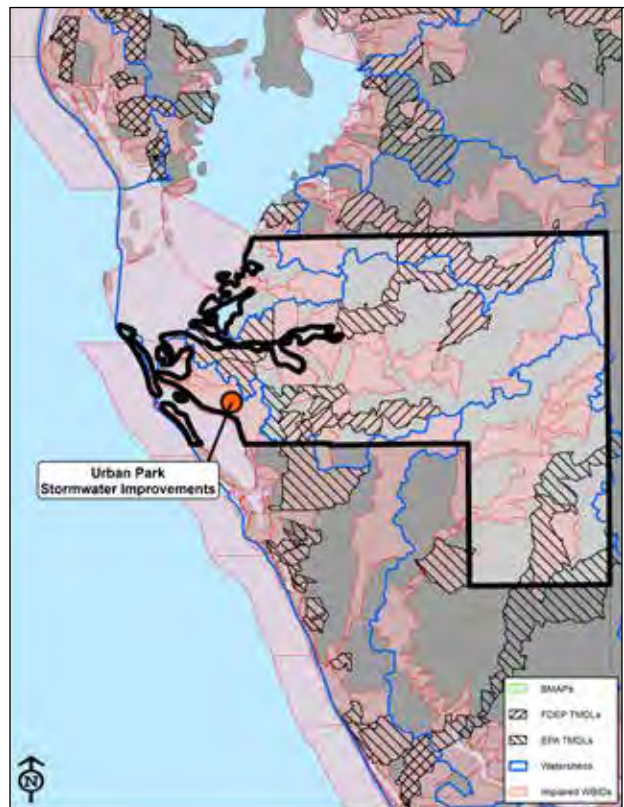 Urban Park
Stormwater Improvements
BMAPs
FDEP TMDLs
EPA TMDLs
Watersheds
Impaired WBIDs
N